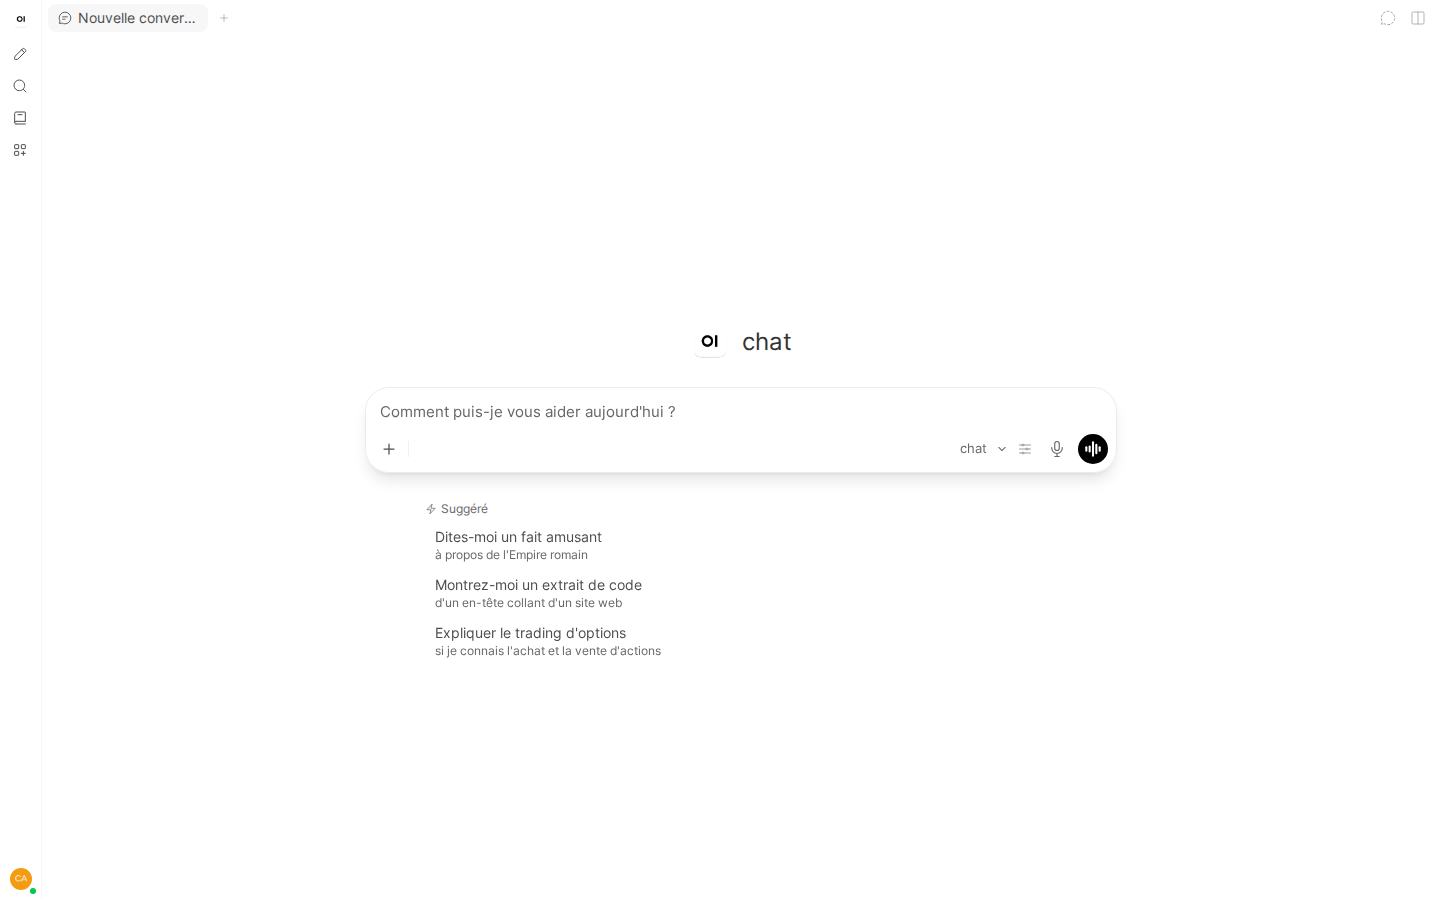 OI
Nouvelle conver...
OI chat
Comment puis-je vous aider aujourd'hui ?
chat
Suggéré
Dites-moi un fait amusant
à propos de l'Empire romain
Montrez-moi un extrait de code
d'un en-tête collant d'un site web
Expliquer le trading d'options
si je connais l'achat et la vente d'actions
CA